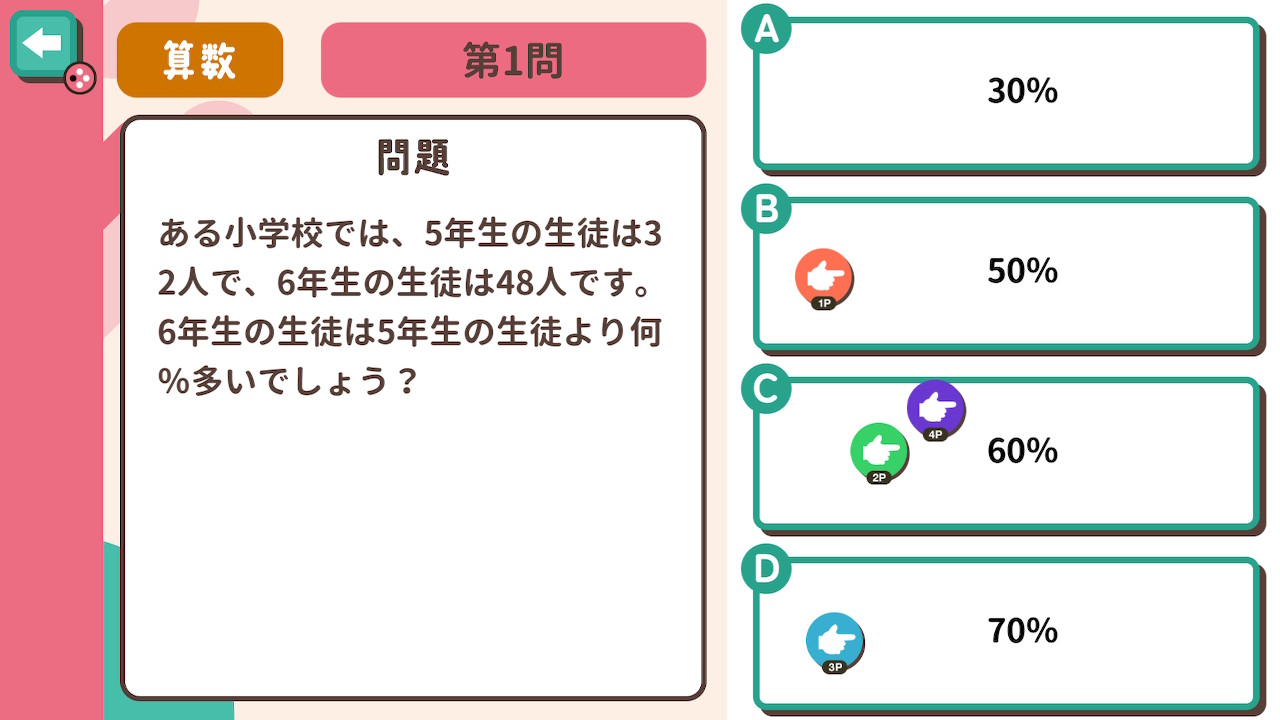 算数
第1問
問題
ある小学校では、5年生の生徒は3
2人で、6年生の生徒は48人です。
6年生の生徒は5年生の生徒より何
%多いでしょう？
A
30%
B
50%
1P
C
60%
4P
2P
D
70%
3P